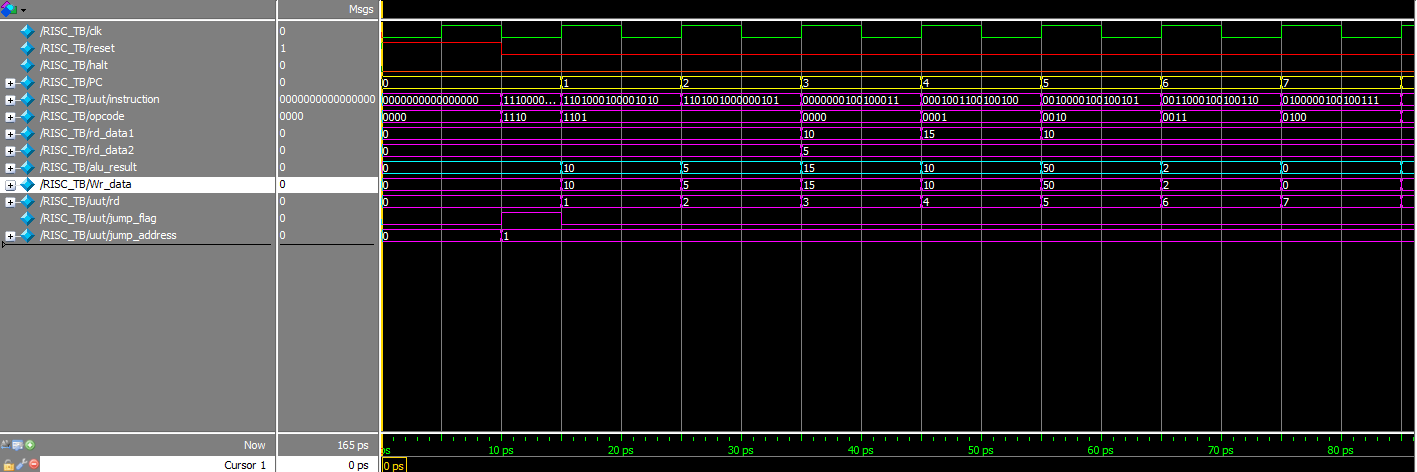 Msgs
/RISC_TB/clk 0
/RISC_TB/reset 1
/RISC_TB/halt 0
/RISC_TB/PC 0 0 1 2 3 4 5 6 7
/RISC_TB/uut/instruction 0000000000000000 0000000000000000 1110000... 1101000100001010 1101001000000101 0000000100100011 0001001100100100 0010000100100101 0011000100100110 0100000100100111
/RISC_TB/opcode 0000 0000 1110 1101 0000 0001 0010 0011 0100
/RISC_TB/rd_data1 0 0 10 15 10
/RISC_TB/rd_data2 0 0 5
/RISC_TB/alu_result 0 0 10 5 15 10 50 2 0
/RISC_TB/Wr_data 0 0 10 5 15 10 50 2 0
/RISC_TB/uut/rd 0 0 1 2 3 4 5 6 7
/RISC_TB/uut/jump_flag 0
/RISC_TB/uut/jump_address 0 0 1
Now 165 ps ps 10 ps 20 ps 30 ps 40 ps 50 ps 60 ps 70 ps 80 ps
Cursor 1 0 ps 0 ps